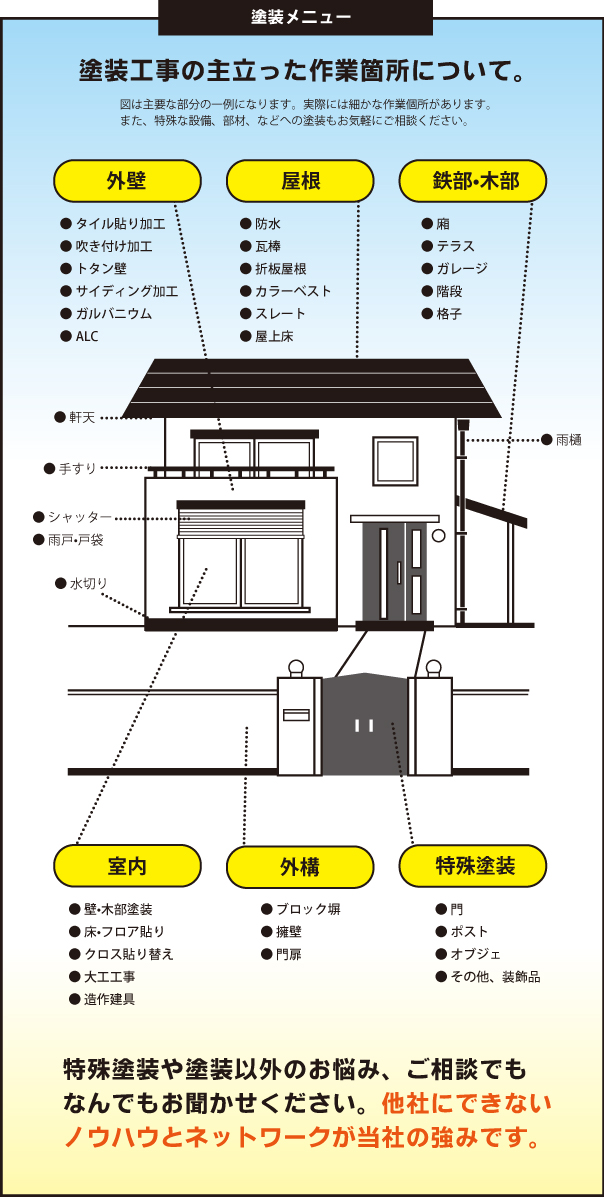 塗装メニュー
塗装工事の主立った作業箇所について。
図は主要な部分の一例になります。実際には細かな作業個所があります。
また、特殊な設備、部材、などへの塗装もお気軽にご相談ください。
外壁
● タイル貼り加工
● 吹き付け加工
● トタン壁
● サイディング加工
● ガルバニウム
● ALC
屋根
● 防水
● 瓦棒
● 折板屋根
● カラーベスト
● スレート
● 屋上床
鉄部・木部
● 廂
● テラス
● ガレージ
● 階段
● 格子
● 軒天
● 雨樋
● 手すり
● シャッター
● 雨戸・戸袋
● 水切り
室内
● 壁・木部塗装
● 床・フロア貼り
● クロス貼り替え
● 大工工事
● 造作建具
外構
● ブロック塀
● 擁壁
● 門扉
特殊塗装
● 門
● ポスト
● オブジェ
● その他、装飾品
特殊塗装や塗装以外のお悩み、ご相談でも
なんでもお聞かせください。他社にできない
ノウハウとネットワークが当社の強みです。